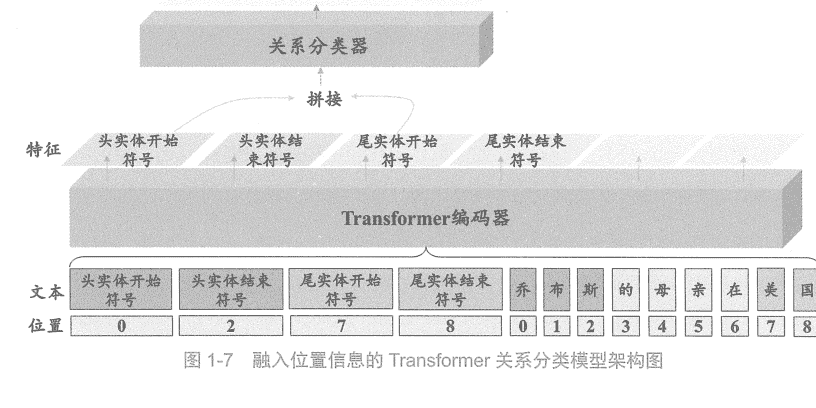 关系分类器
拼接
特征 头实体开始符号 头实体结束符号 尾实体开始符号 尾实体结束符号
Transformer编码器
文本 头实体开始符号 头实体结束符号 尾实体开始符号 尾实体结束符号 乔 布 斯 的 母 亲 在 美 国
位置 0 2 7 8 0 1 2 3 4 5 6 7 8
图 1-7 融入位置信息的 Transformer 关系分类模型架构图